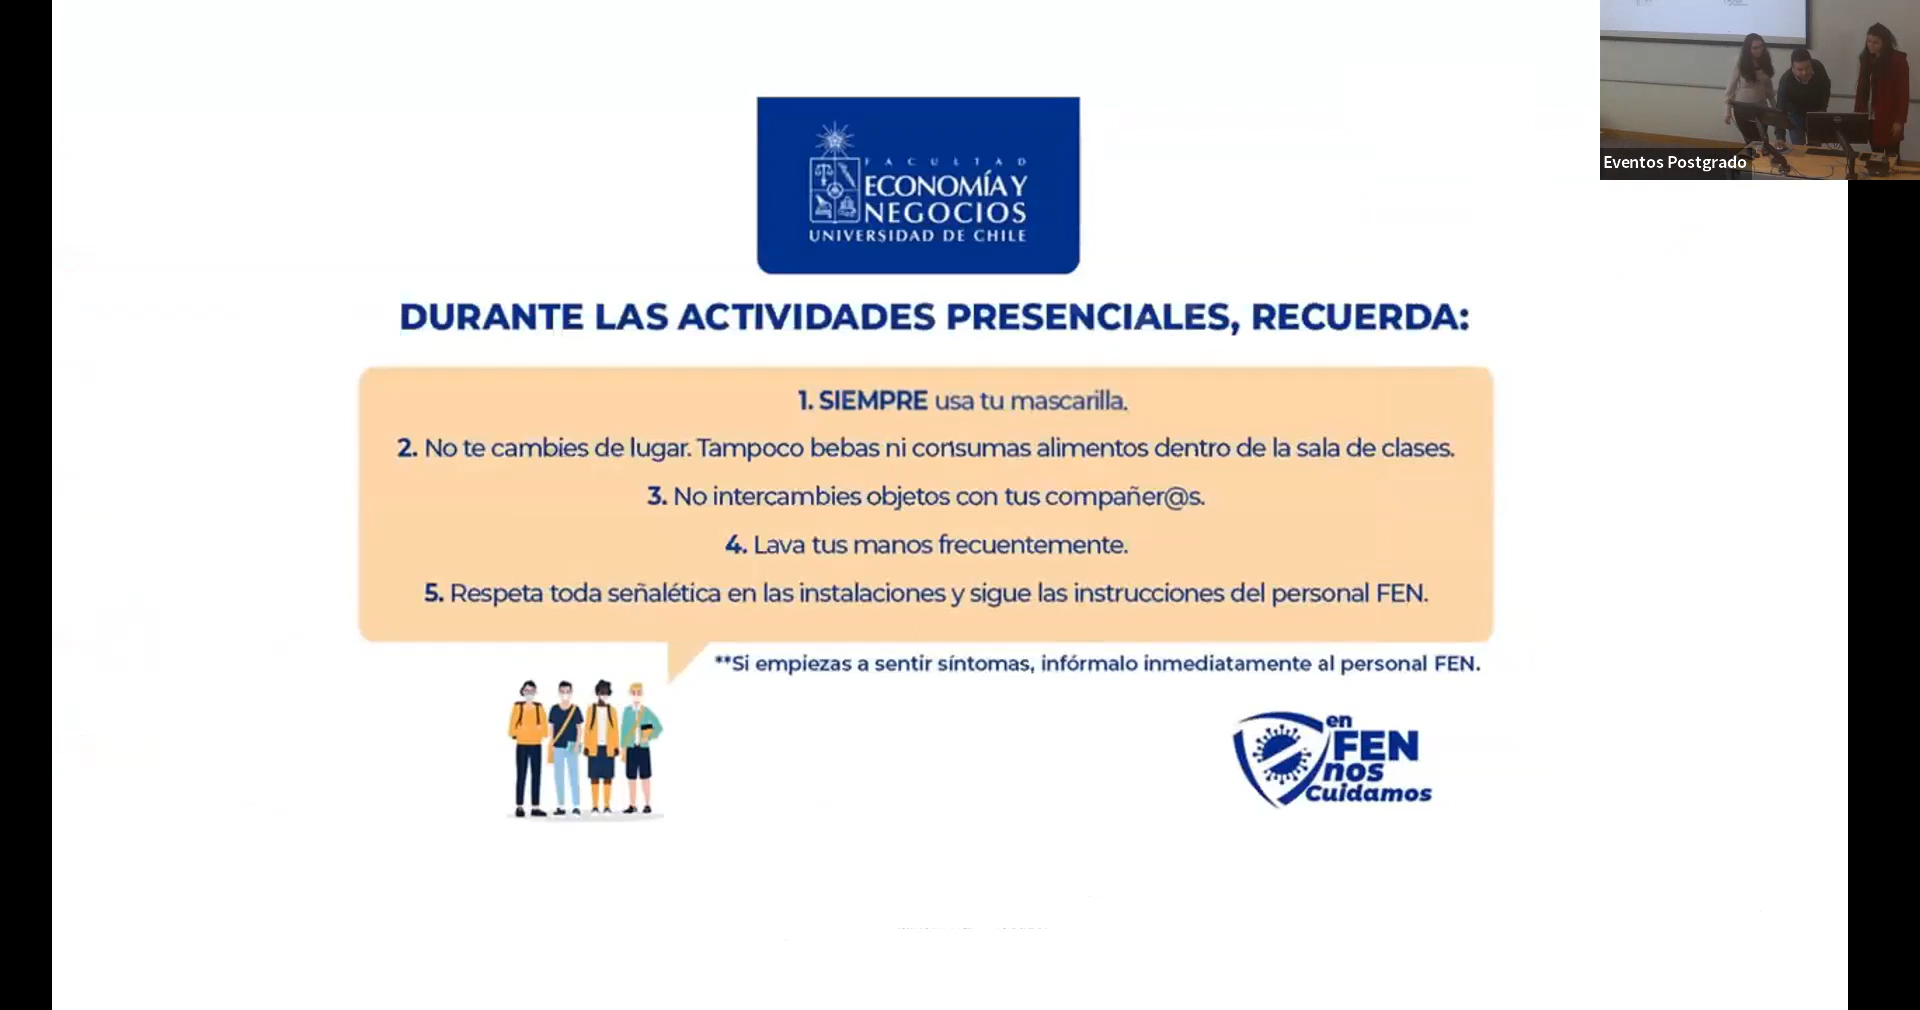 Eventos Postgrado
FACULTAD
ECONOMÍA Y
NEGOCIOS
UNIVERSIDAD DE CHILE
DURANTE LAS ACTIVIDADES PRESENCIALES, RECUERDA:
1. SIEMPRE usa tu mascarilla.
2. No te cambies de lugar. Tampoco bebas ni consumas alimentos dentro de la sala de clases.
3. No intercambies objetos con tus compañer@s.
4. Lava tus manos frecuentemente.
5. Respeta toda señalética en las instalaciones y sigue las instrucciones del personal FEN.
**Si empiezas a sentir síntomas, infórmalo inmediatamente al personal FEN.
en
FEN
nos
Cuidamos